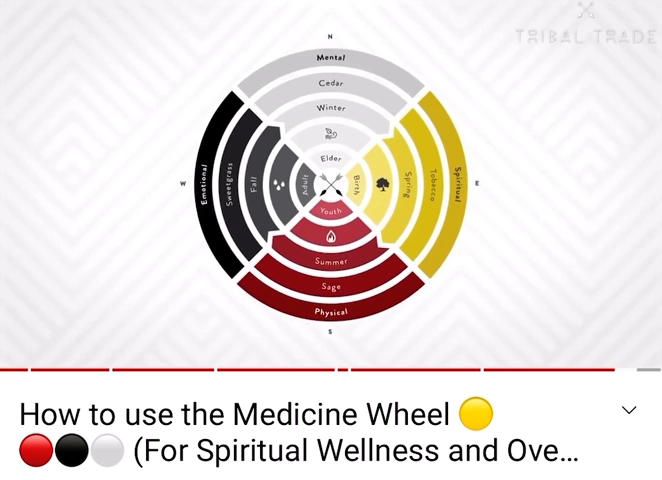 TRIBAL TRADE
N
Mental
Cedar
Winter
Elder
W
Emotional
Sweetgrass
Fall
Adult
Birth
Spring
Tobacco
Spiritual
E
Youth
Summer
Sage
Physical
S
How to use the Medicine Wheel 🟡
🔴⚫⚪ (For Spiritual Wellness and Ove...